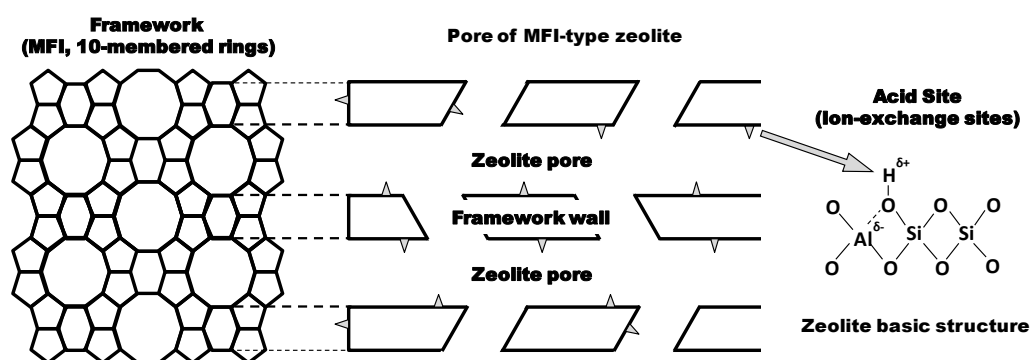 Framework
(MFI, 10-membered rings)
Pore of MFI-type zeolite
Zeolite pore
Framework wall
Zeolite pore
Acid Site
(Ion-exchange sites)
H δ+
O O O O
Al δ- Si Si
O O O O
Zeolite basic structure